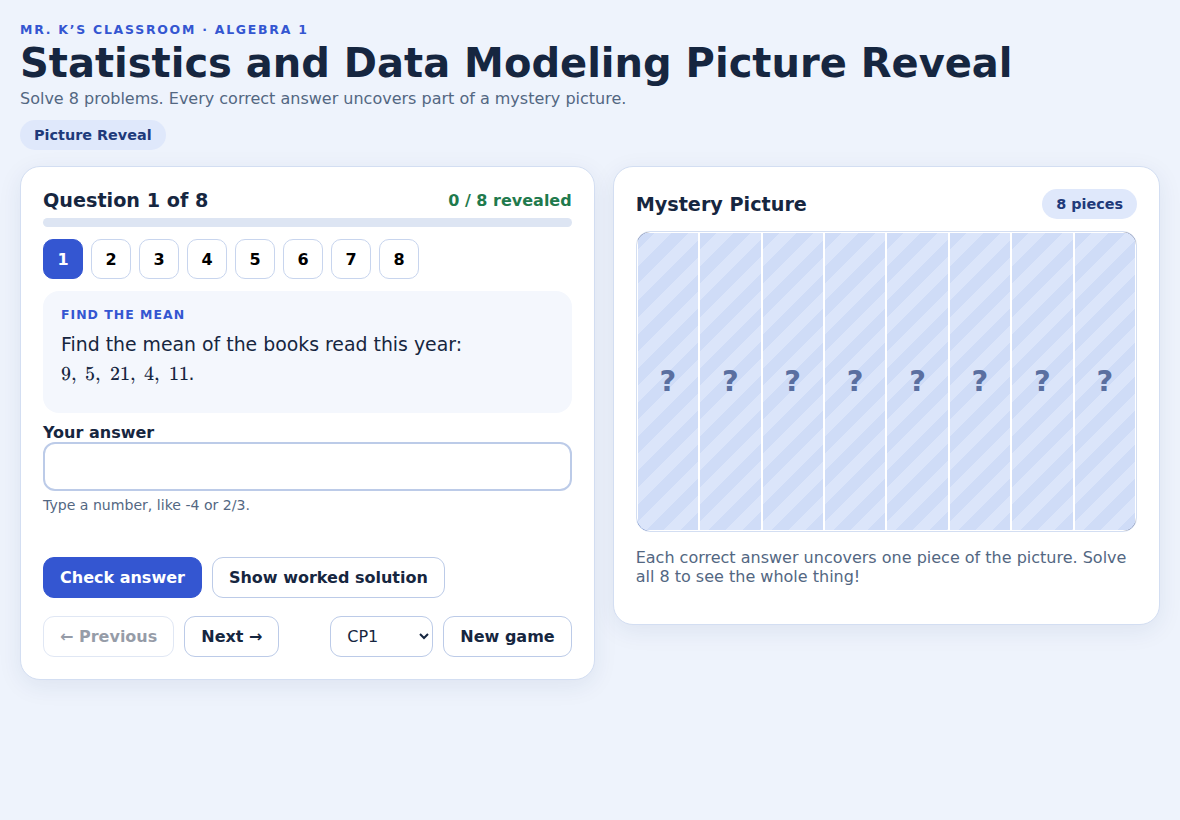 MR. K’S CLASSROOM · ALGEBRA 1
Statistics and Data Modeling Picture Reveal
Solve 8 problems. Every correct answer uncovers part of a mystery picture.
Picture Reveal
Question 1 of 8
0 / 8 revealed
1 2 3 4 5 6 7 8
FIND THE MEAN
Find the mean of the books read this year:
9, 5, 21, 4, 11.
Your answer
Type a number, like -4 or 2/3.
Check answer
Show worked solution
← Previous
Next →
CP1
New game
Mystery Picture
8 pieces
? ? ? ? ? ? ? ?
Each correct answer uncovers one piece of the picture. Solve
all 8 to see the whole thing!